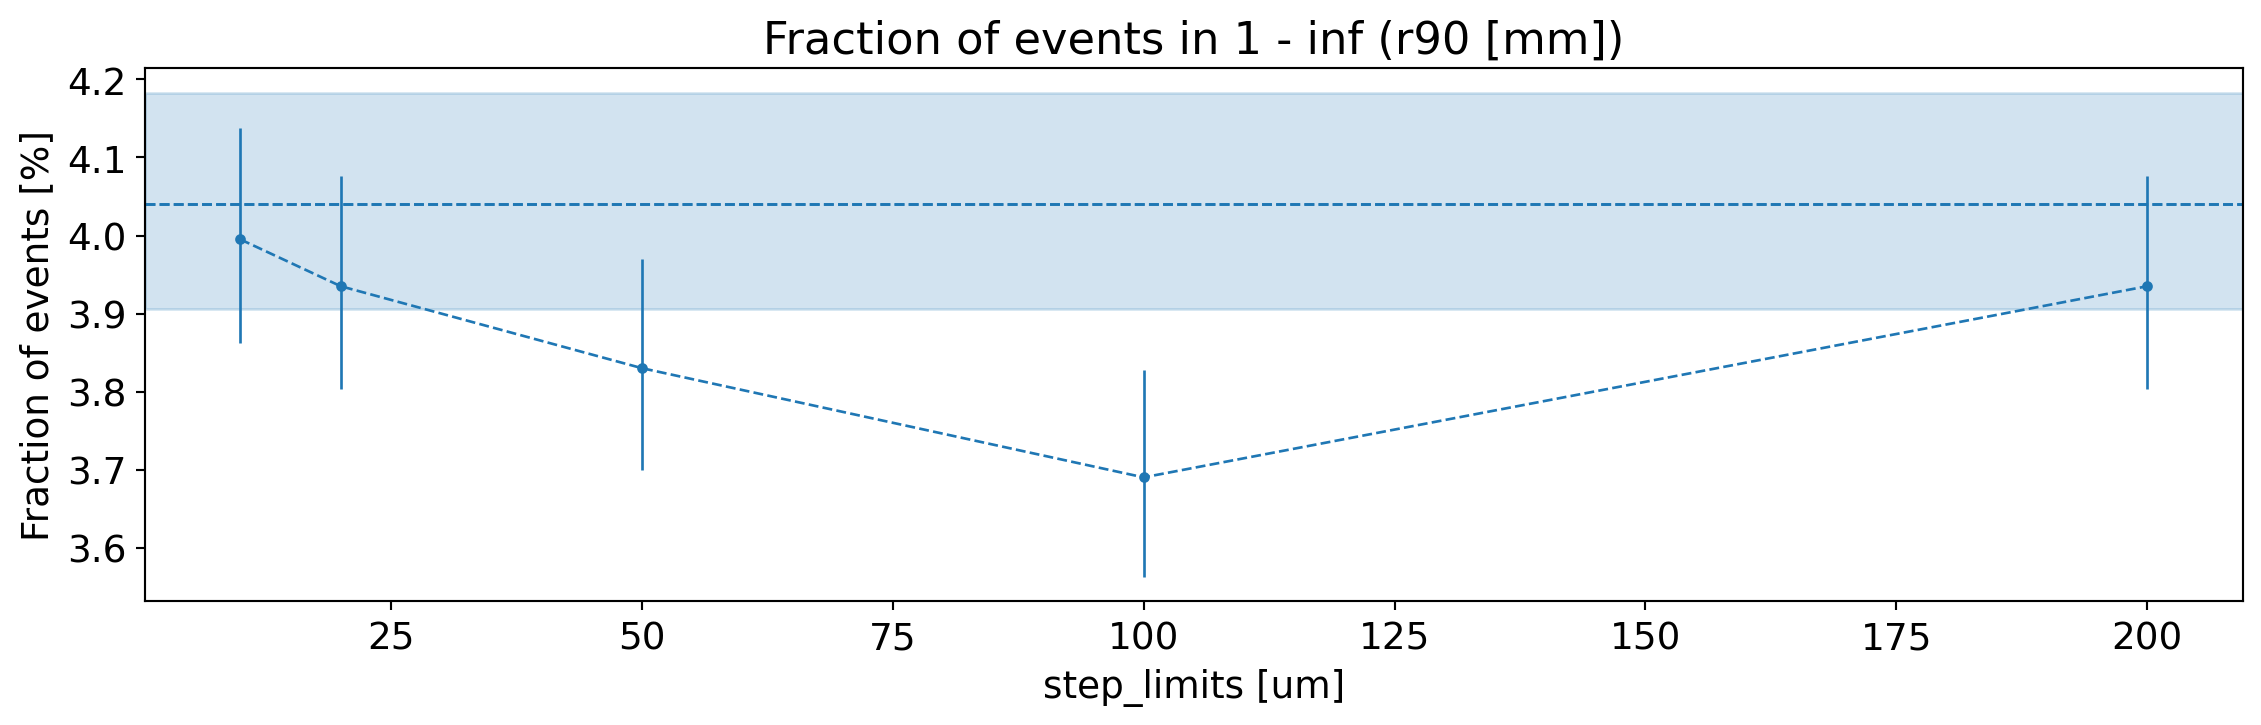 Fraction of events in 1 - inf (r90 [mm])
Fraction of events [%]
4.2
4.1
4.0
3.9
3.8
3.7
3.6
25 50 75 100 125 150 175 200
step_limits [um]